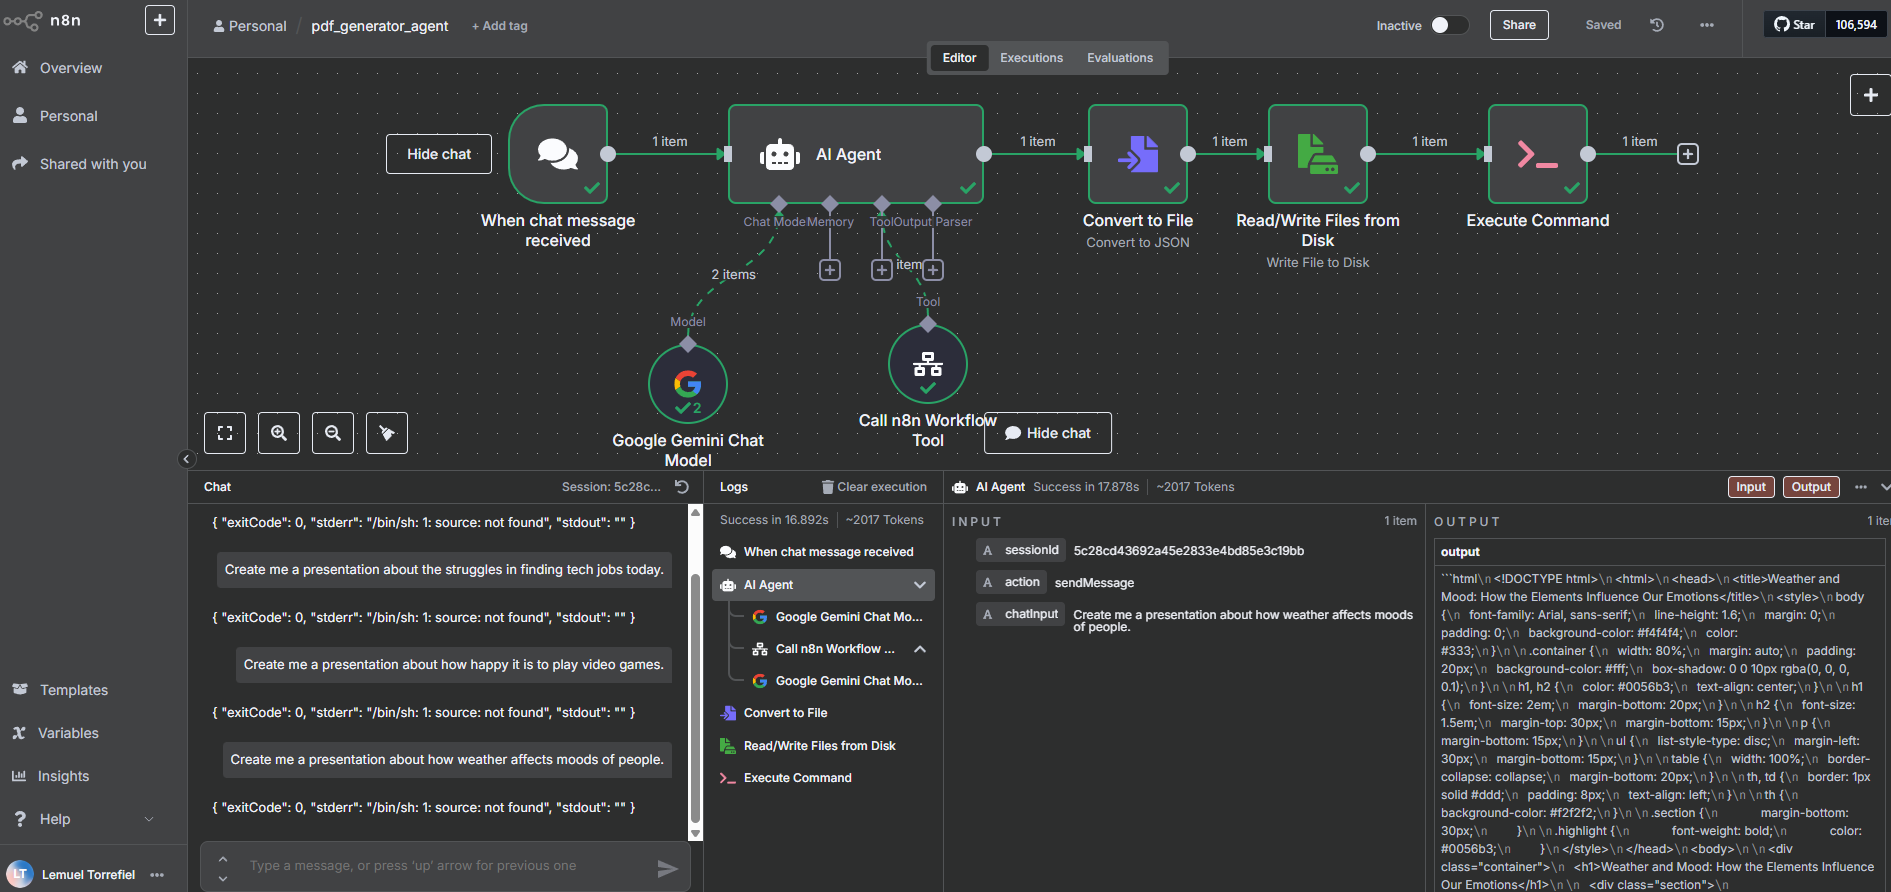 n8n
+
Personal / pdf_generator_agent + Add tag
Inactive
Share
Saved
Star 106,594
Editor Executions Evaluations
Overview
Personal
Shared with you
Templates
Variables
Insights
Help
LT Lemuel Torrefiel
Hide chat
When chat message
received
1 item
AI Agent
Chat Mode Memory Tool Output Parser
2 items
item
Model
Tool
Google Gemini Chat
Model
2
Call n8n Workflow
Tool
1 item
Convert to File
Convert to JSON
1 item
Read/Write Files from
Disk
Write File to Disk
1 item
Execute Command
1 item
Hide chat
Chat
Session: 5c28c...
{ "exitCode": 0, "stderr": "/bin/sh: 1: source: not found", "stdout": "" }
Create me a presentation about the struggles in finding tech jobs today.
{ "exitCode": 0, "stderr": "/bin/sh: 1: source: not found", "stdout": "" }
Create me a presentation about how happy it is to play video games.
{ "exitCode": 0, "stderr": "/bin/sh: 1: source: not found", "stdout": "" }
Create me a presentation about how weather affects moods of people.
{ "exitCode": 0, "stderr": "/bin/sh: 1: source: not found", "stdout": "" }
Type a message, or press 'up' arrow for previous one
Logs
Clear execution
Success in 16.892s | ~2017 Tokens
When chat message received
AI Agent
Google Gemini Chat Mo...
Call n8n Workflow ...
Google Gemini Chat Mo...
Convert to File
Read/Write Files from Disk
Execute Command
AI Agent Success in 17.878s | ~2017 Tokens
Input Output
INPUT
1 item
A sessionId 5c28cd43692a45e2833e4bd85e3c19bb
A action sendMessage
A chatInput Create me a presentation about how weather affects moods
of people.
OUTPUT
1 iter
output
```html\n<!DOCTYPE html>\n<html>\n<head>\n<title>Weather and
Mood: How the Elements Influence Our Emotions</title>\n<style>\nbody
{\n font-family: Arial, sans-serif;\n line-height: 1.6;\n margin: 0;\n
padding: 0;\n background-color: #f4f4f4;\n color:
#333;\n}\n\n.container {\n width: 80%;\n margin: auto;\n padding:
20px;\n background-color: #fff;\n box-shadow: 0 0 10px rgba(0, 0, 0,
0.1);\n}\n\nh1, h2 {\n color: #0056b3;\n text-align: center;\n}\n\nh1
{\n font-size: 2em;\n margin-bottom: 20px;\n}\n\nh2 {\n font-size:
1.5em;\n margin-top: 30px;\n margin-bottom: 15px;\n}\n\np {\n
margin-bottom: 15px;\n}\n\nul {\n list-style-type: disc;\n margin-left:
30px;\n margin-bottom: 15px;\n}\n\ntable {\n width: 100%;\n border-
collapse: collapse;\n margin-bottom: 20px;\n}\n\nth, td {\n border: 1px
solid #ddd;\n padding: 8px;\n text-align: left;\n}\n\nth {\n
background-color: #f2f2f2;\n}\n\n.section {\n margin-bottom:
30px;\n }\n\n.highlight {\n font-weight: bold;\n color:
#0056b3;\n }\n</style>\n</head>\n<body>\n\n<div
class="container">\n <h1>Weather and Mood: How the Elements Influence
Our Emotions</h1>\n\n <div class="section">\n